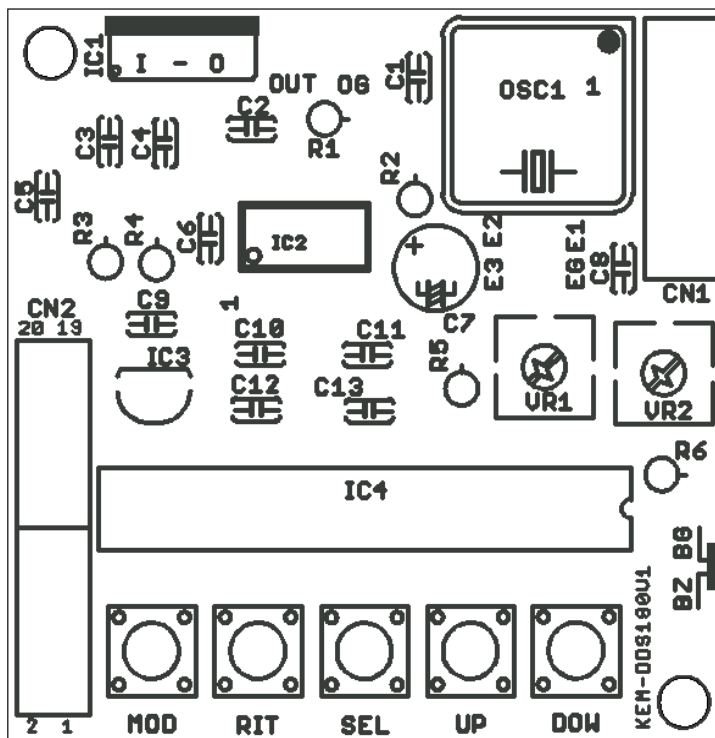 IC1
I - O
OUT OG
C1
OSC1 1
C2
R1
C3
C4
R2
C5
R3
R4
C6
IC2
E2
E3
E1
EG
C8
CN1
CN2
20 19
C9
1
C7
IC3
C10
C11
R5
C12
C13
VR1
VR2
R6
IC4
BG
BZ
KEM-DDS180V1
2 1
MOD
RIT
SEL
UP
DOW